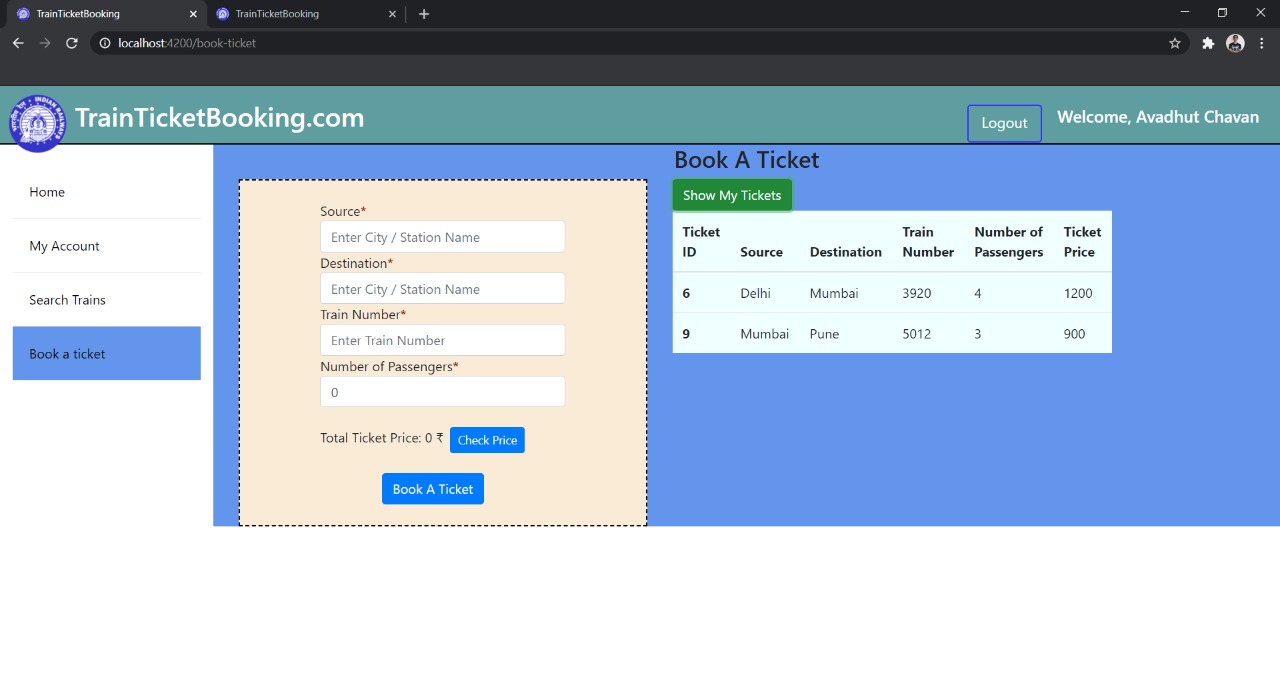 TrainTicketBooking
TrainTicketBooking
localhost:4200/book-ticket
INDIAN RAILWAYS
TrainTicketBooking.com
Logout
Welcome, Avadhut Chavan
Home
My Account
Search Trains
Book a ticket
Source*
Enter City / Station Name
Destination*
Enter City / Station Name
Train Number*
Enter Train Number
Number of Passengers*
0
Total Ticket Price: 0 ₹ Check Price
Book A Ticket
Book A Ticket
Show My Tickets
Ticket ID Source Destination Train Number Number of Passengers Ticket Price
6 Delhi Mumbai 3920 4 1200
9 Mumbai Pune 5012 3 900